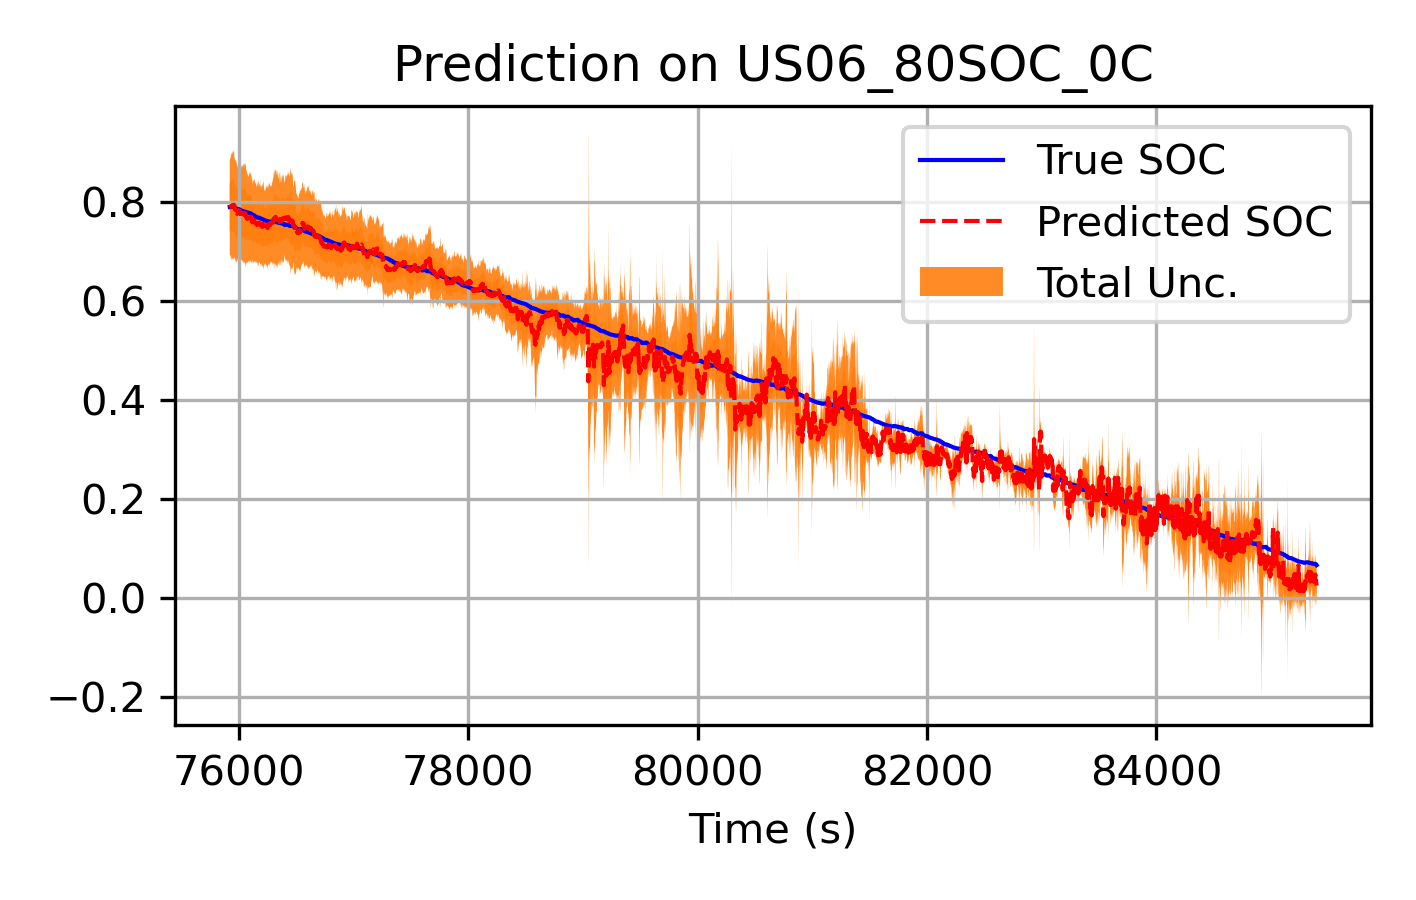 Prediction on US06_80SOC_0C
True SOC
Predicted SOC
Total Unc.
0.8
0.6
0.4
0.2
0.0
−0.2
76000 78000 80000 82000 84000
Time (s)